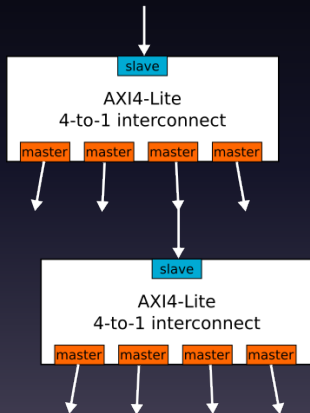 slave
AXI4-Lite
4-to-1 interconnect
master master master master
slave
AXI4-Lite
4-to-1 interconnect
master master master master